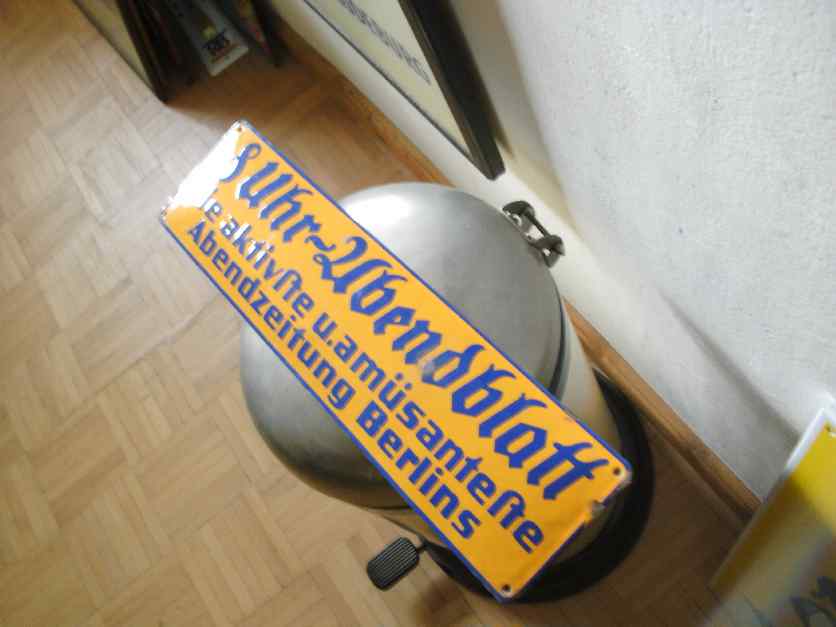 8 Uhr-Abendblatt
ie aktivſte u. amüsanteſte
Abendzeitung Berlins